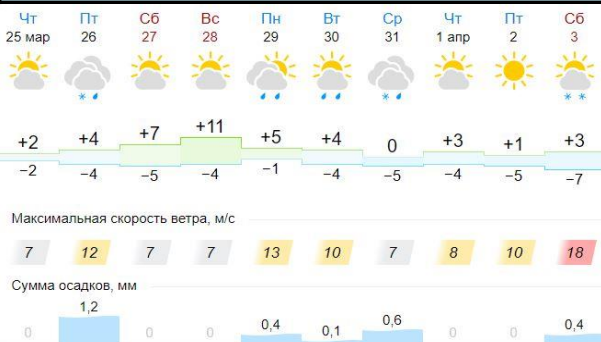 Чт Пт Сб Вс Пн Вт Ср Чт Пт Сб
25 мар 26 27 28 29 30 31 1 апр 2 3
+2 +4 +7 +11 +5 +4 0 +3 +1 +3
−2 −4 −5 −4 −1 −4 −5 −4 −5 −7
Максимальная скорость ветра, м/с
7 12 7 7 13 10 7 8 10 18
Сумма осадков, мм
0 1,2 0 0 0,4 0,1 0,6 0 0 0,4